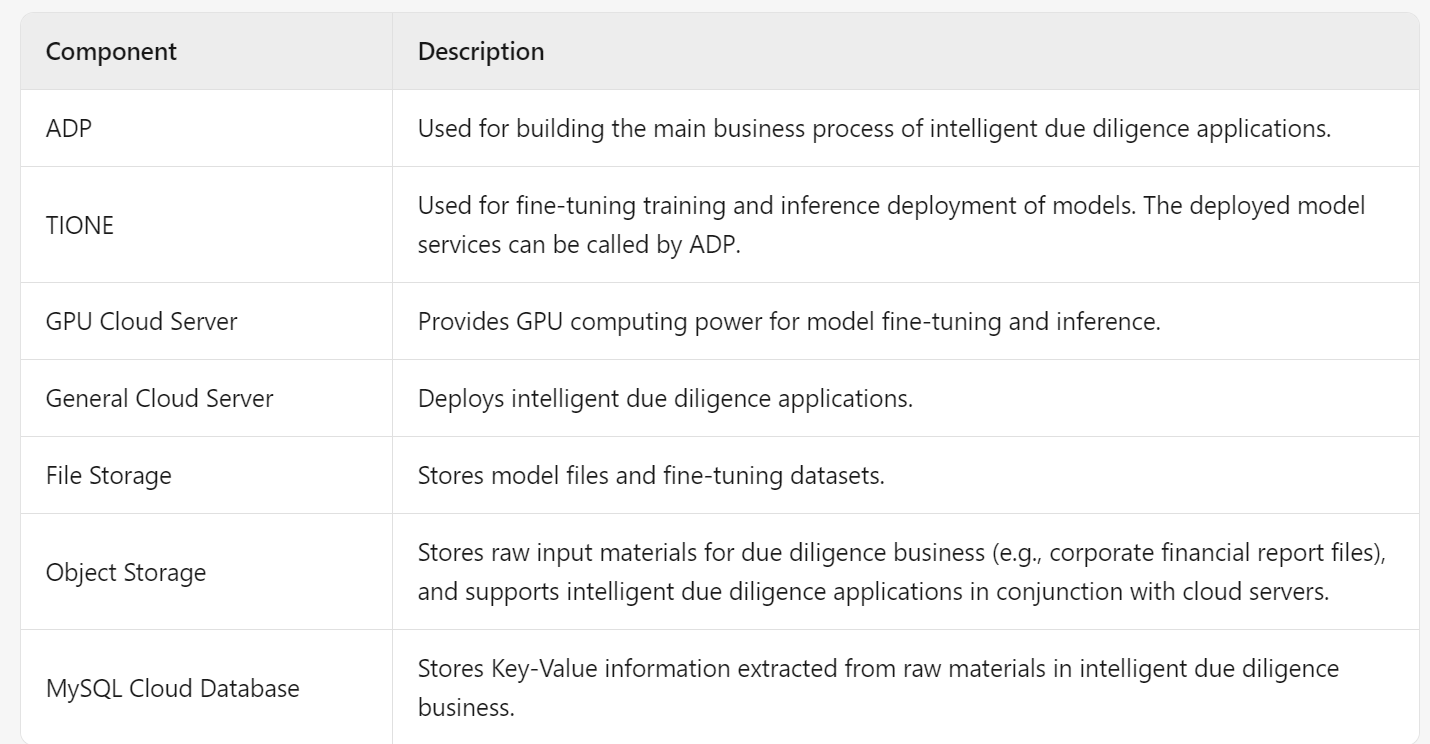 Component
Description
ADP
Used for building the main business process of intelligent due diligence applications.
TIONE
Used for fine-tuning training and inference deployment of models. The deployed model
services can be called by ADP.
GPU Cloud Server
Provides GPU computing power for model fine-tuning and inference.
General Cloud Server
Deploys intelligent due diligence applications.
File Storage
Stores model files and fine-tuning datasets.
Object Storage
Stores raw input materials for due diligence business (e.g., corporate financial report files),
and supports intelligent due diligence applications in conjunction with cloud servers.
MySQL Cloud Database
Stores Key-Value information extracted from raw materials in intelligent due diligence
business.